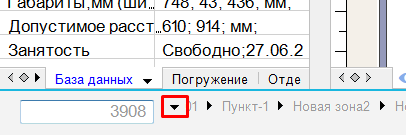 Габариты,мм (ши... 748, 43, 436, мм,
Допустимое расст 610; 914; мм;
Занятость Свободно;27.06.2
База данных Погружение Отде
3908 01 Пункт-1 Новая зона2 Но